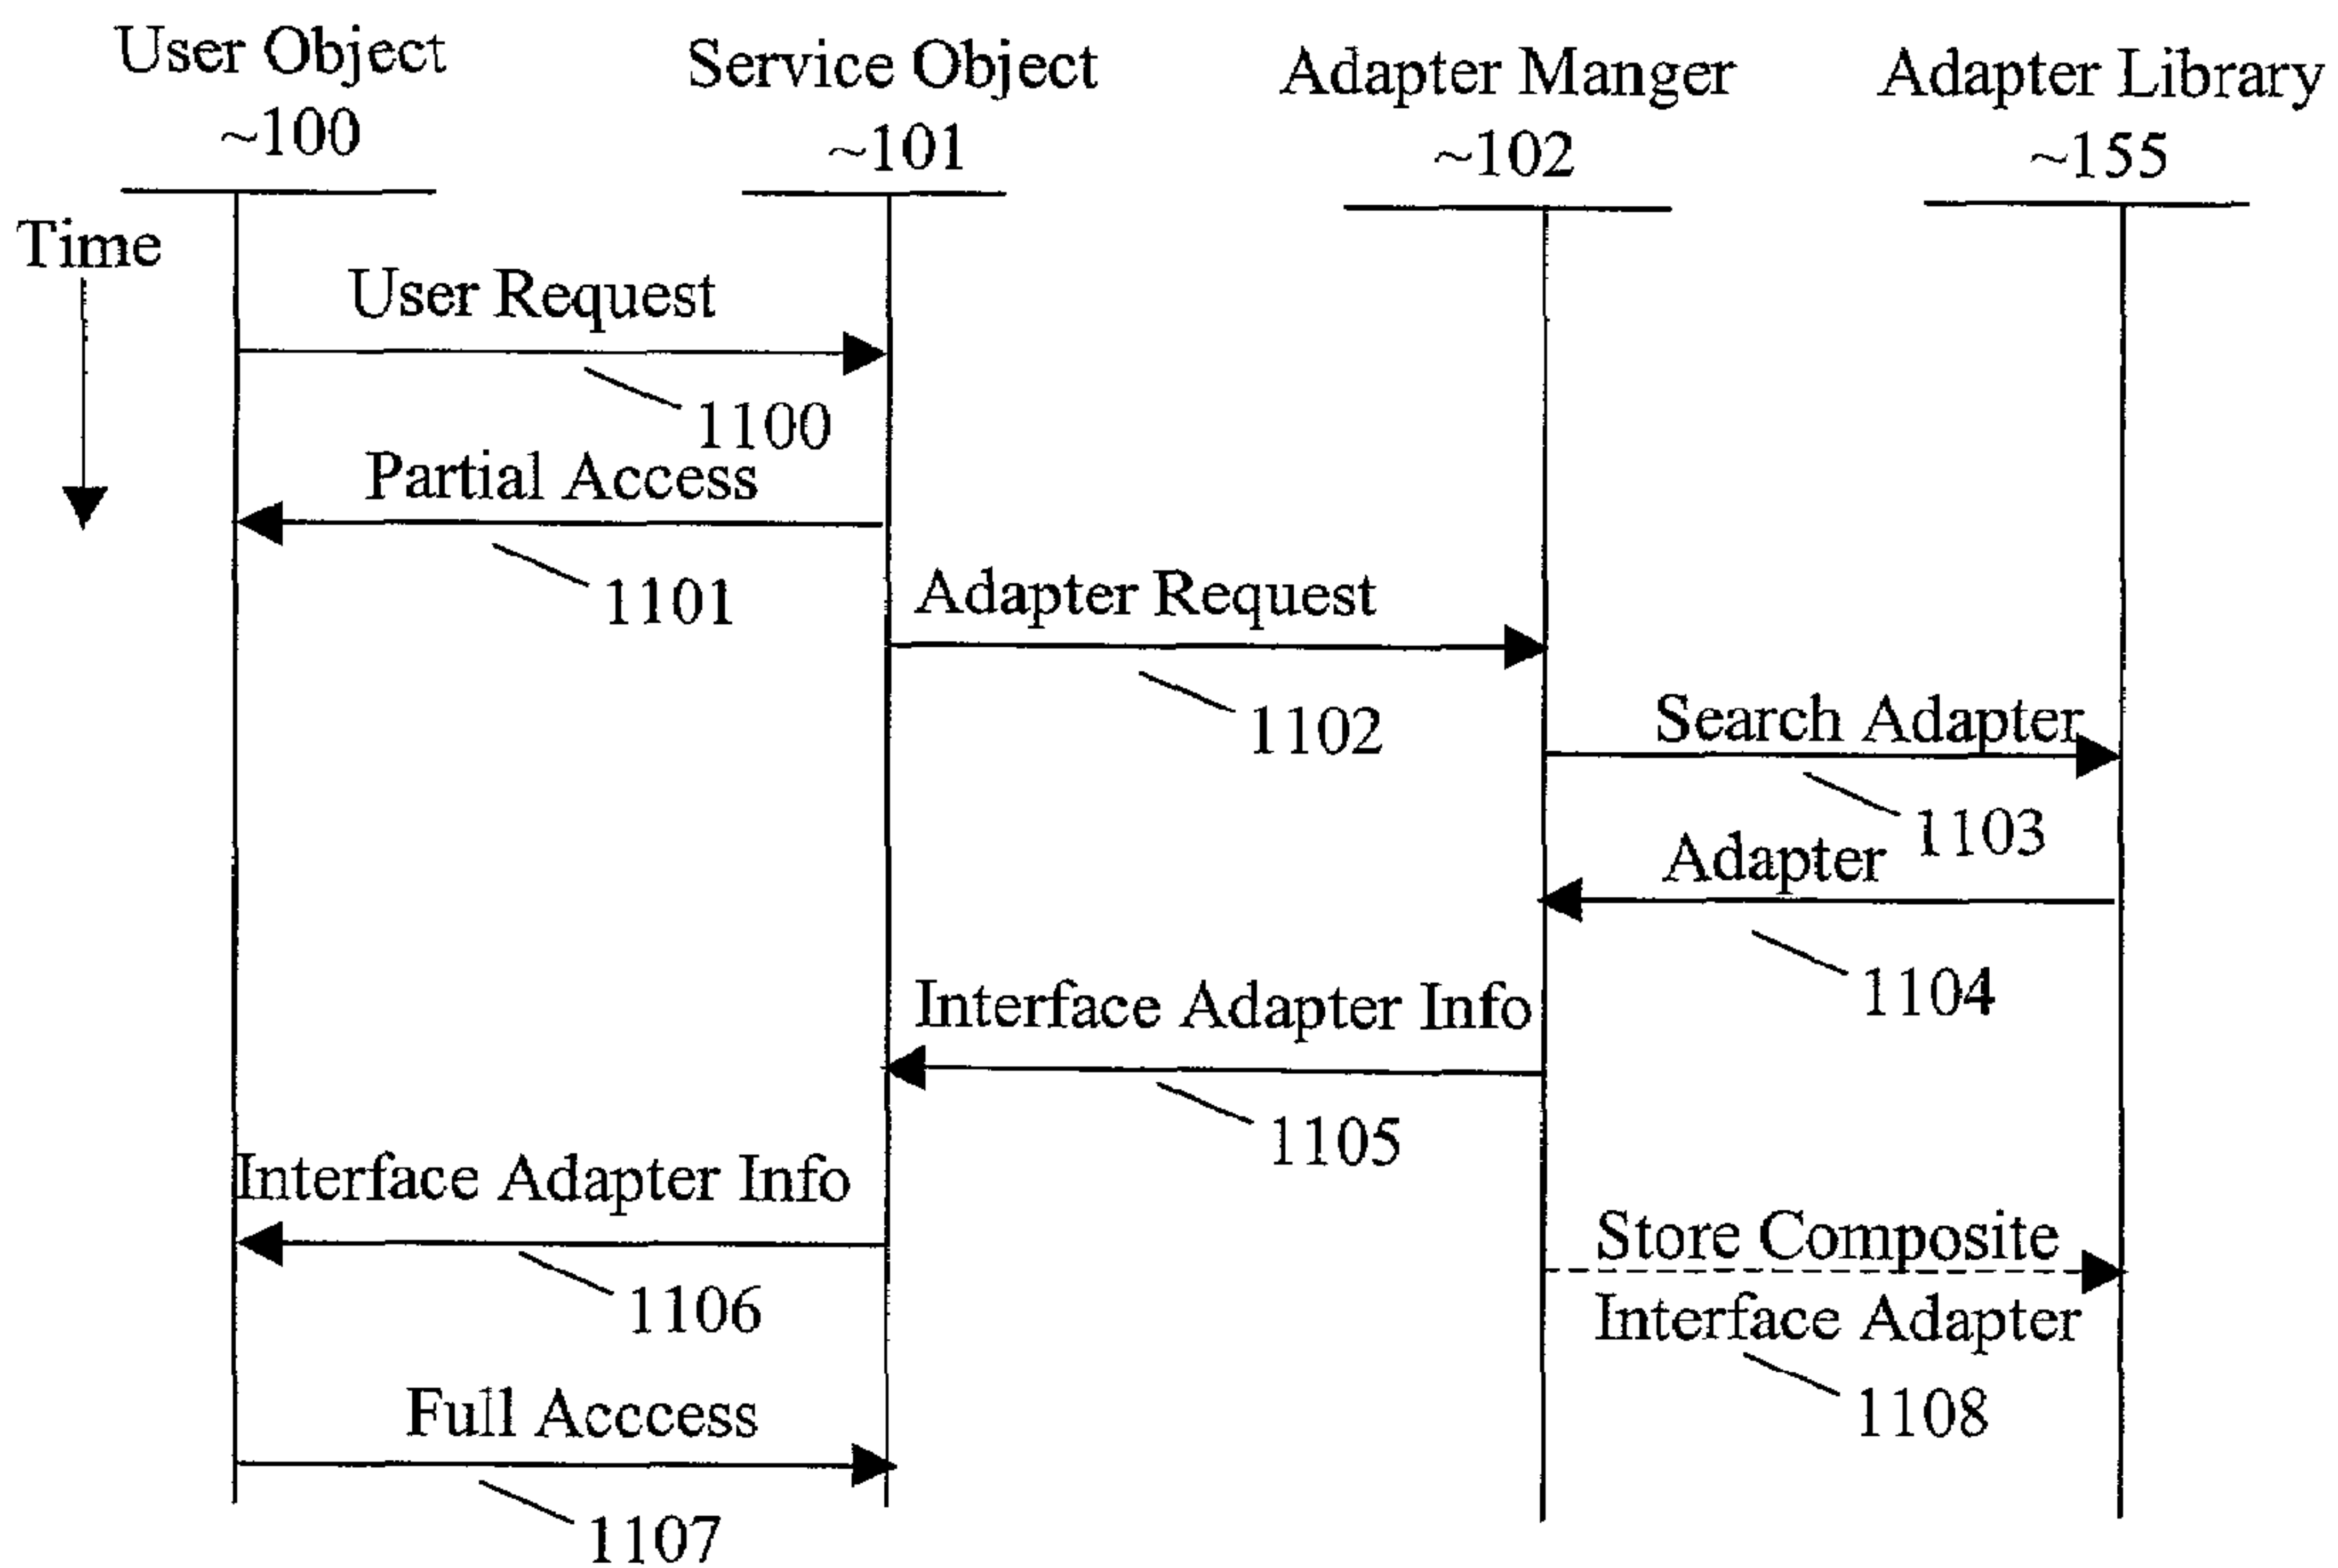 User Object
~100
Service Object
~101
Adapter Manger
~102
Adapter Library
~155
Time
User Request
1100
Partial Access
1101
Adapter Request
1102
Search Adapter
1103
Adapter
1104
Interface Adapter Info
1105
Interface Adapter Info
1106
Store Composite
Interface Adapter
1108
Full Acccess
1107